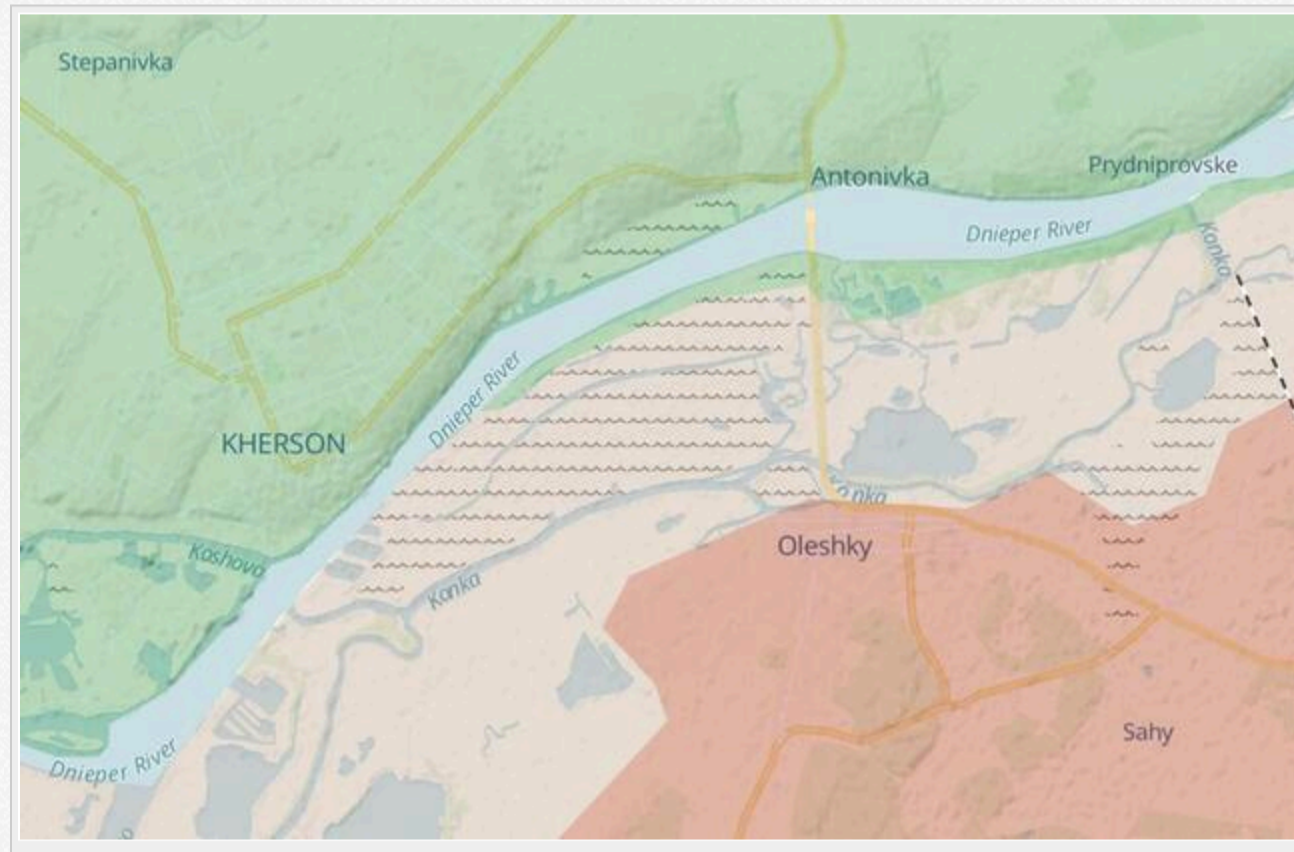 Stepanivka
Prydniprovske
Antonivka
Dnieper River
Konka
Dnieper River
KHERSON
Konka
Oleshky
Koshova
Konka
Sahy
Dnieper River